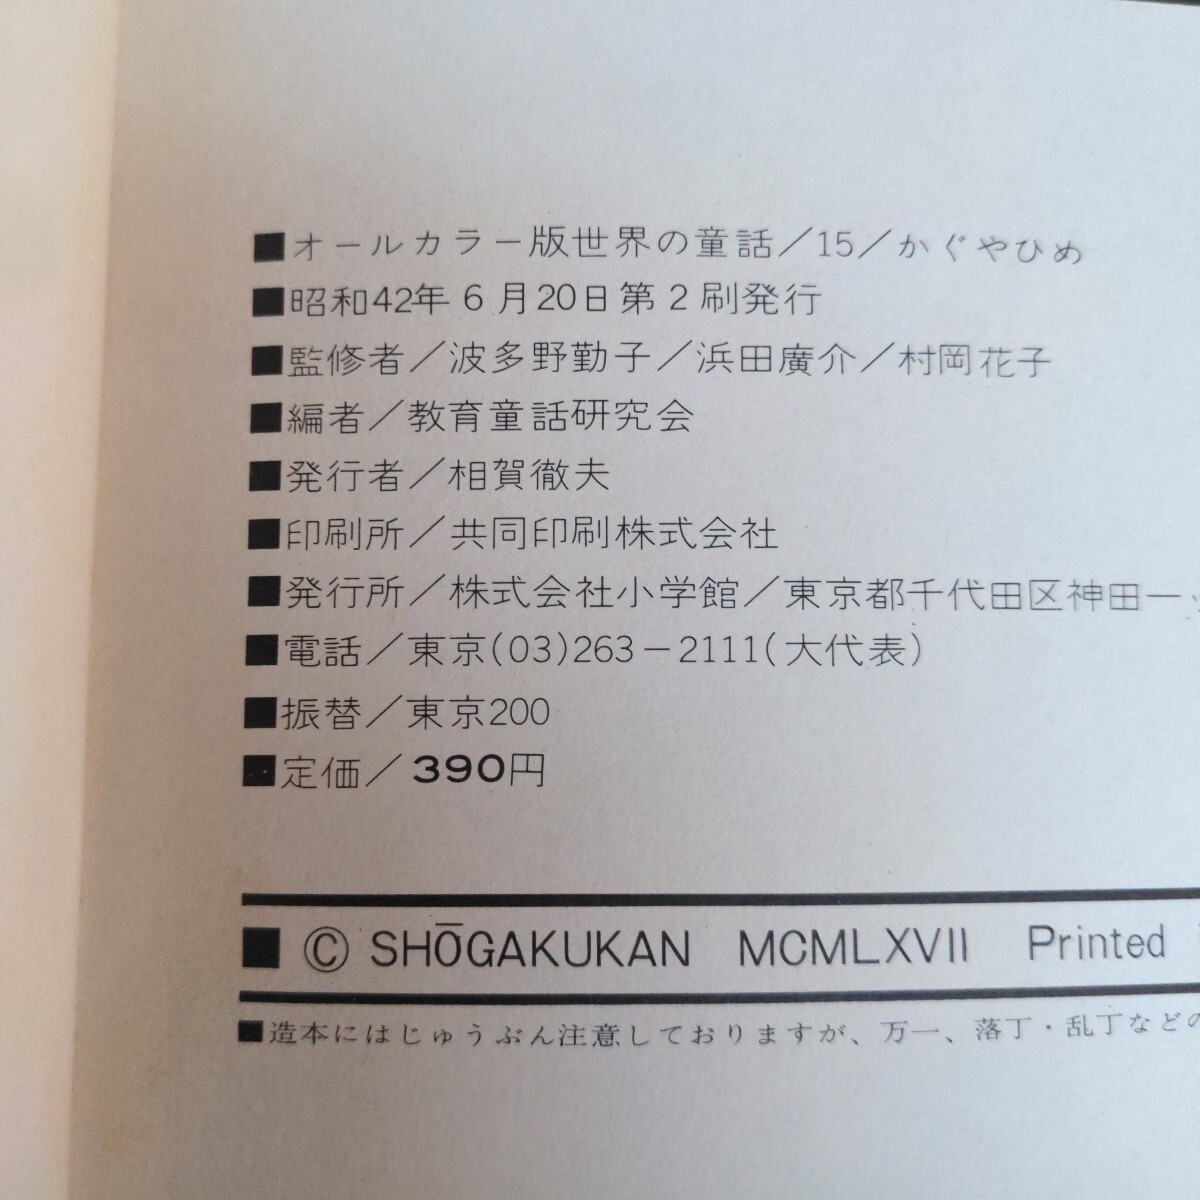 ■オールカラー版世界の童話／15／かぐやひめ
■昭和42年6月20日第2刷発行
■監修者／波多野勤子／浜田廣介／村岡花子
■編者／教育童話研究会
■発行者／相賀徹夫
■印刷所／共同印刷株式会社
■発行所／株式会社小学館／東京都千代田区神田一ッ
■電話／東京(03)263－2111(大代表)
■振替／東京200
■定価／390円
■ © SHŌGAKUKAN MCMLXVII Printed
■造本にはじゅうぶん注意しておりますが、万一、落丁・乱丁などの